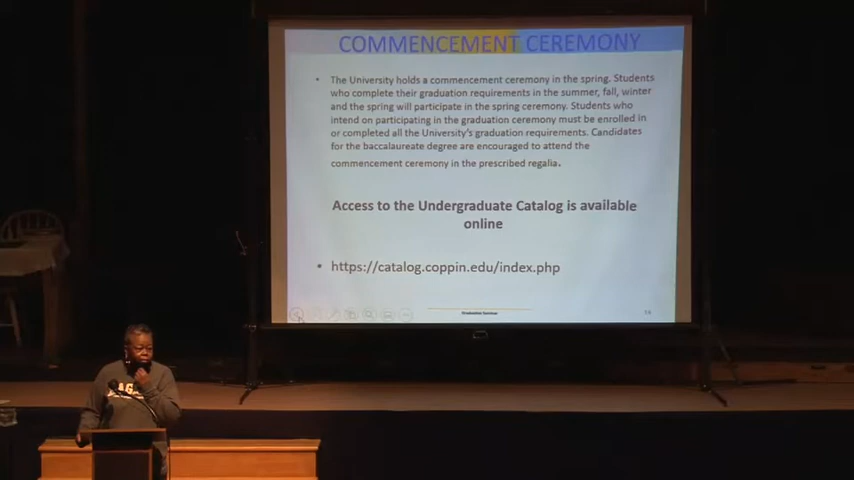 COMMENCEMENT CEREMONY
• The University holds a commencement ceremony in the spring. Students
who complete their graduation requirements in the summer, fall, winter
and the spring will participate in the spring ceremony. Students who
intend on participating in the graduation ceremony must be enrolled in
or completed all the University's graduation requirements. Candidates
for the baccalaureate degree are encouraged to attend the
commencement ceremony in the prescribed regalia.
Access to the Undergraduate Catalog is available
online
• https://catalog.coppin.edu/index.php
Graduation Seminar
14